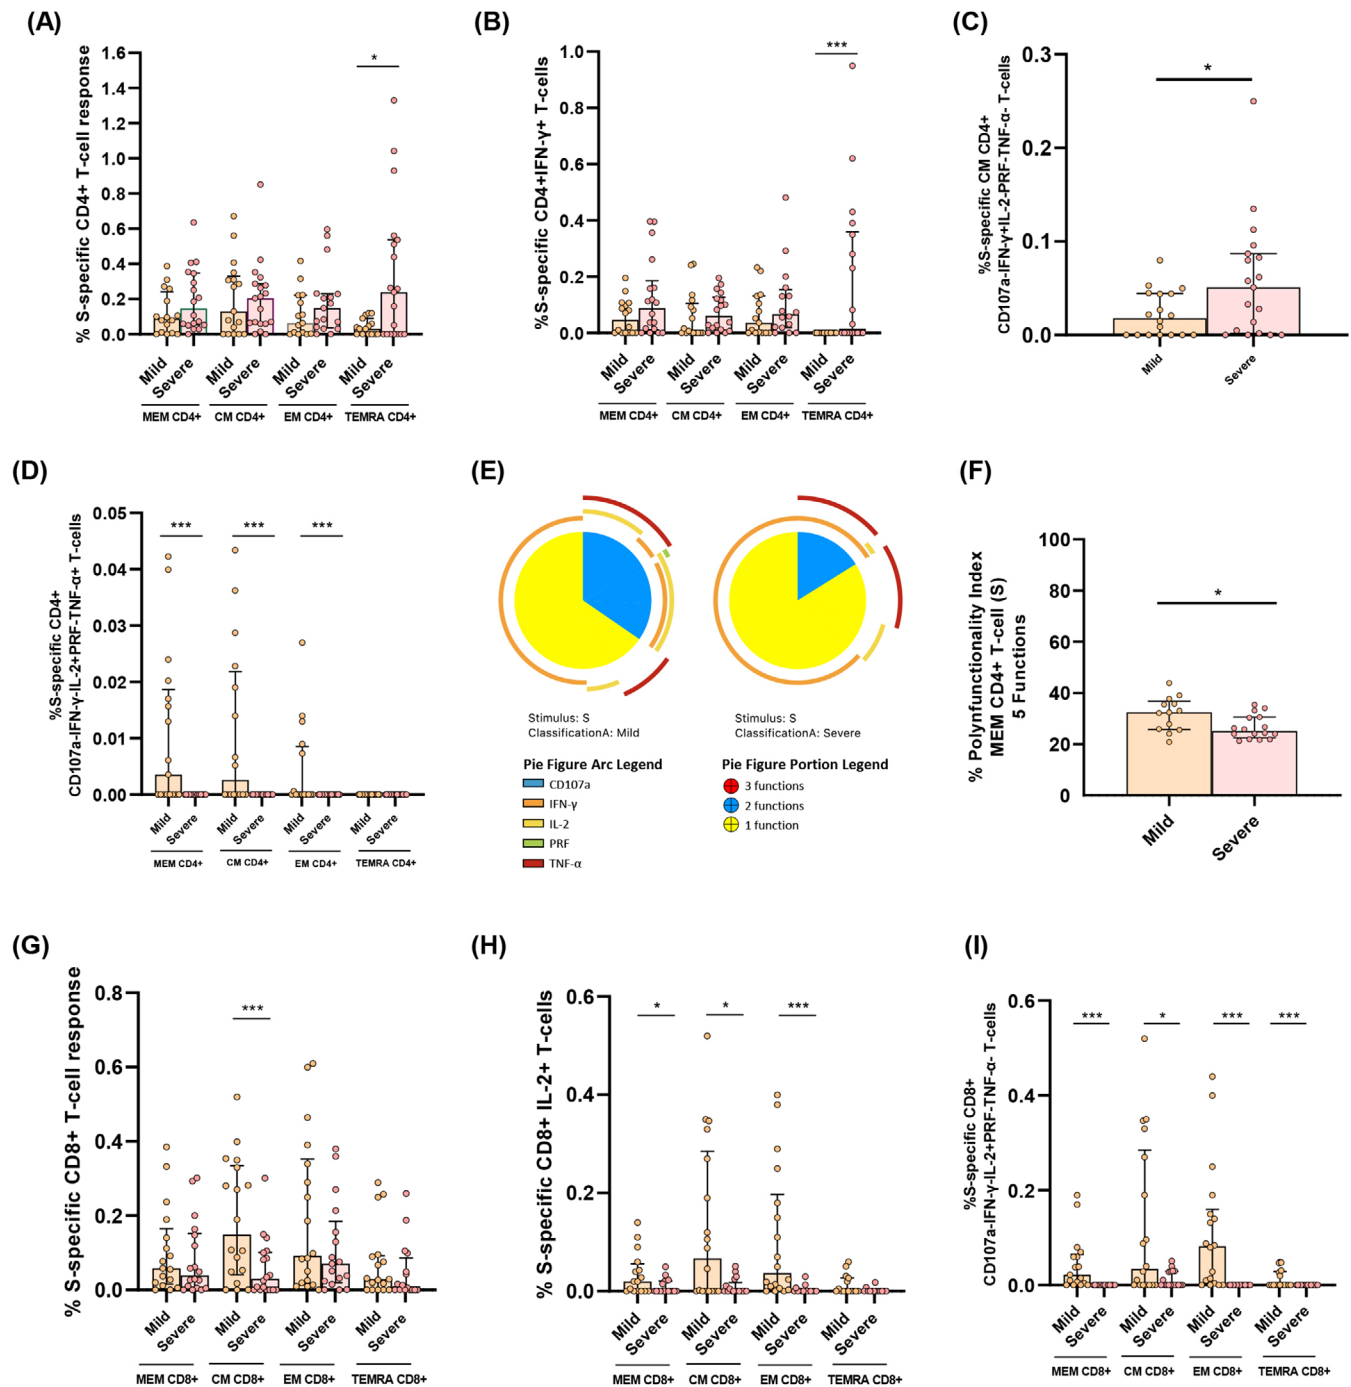 (A)
% S-specific CD4+ T-cell response
1.6
1.4
1.2
1.0
0.8
0.6
0.4
0.2
0.0
*
Mild
Severe
Mild
Severe
Mild
Severe
Mild
Severe
MEM CD4+
CM CD4+
EM CD4+
TEMRA CD4+
(B)
%S-specific CD4+IFN-γ+ T-cells
1.0
0.8
0.6
0.4
0.2
0.0
***
Mild
Severe
Mild
Severe
Mild
Severe
Mild
Severe
MEM CD4+
CM CD4+
EM CD4+
TEMRA CD4+
(C)
%S-specific CM CD4+
CD107a-IFN-γ+IL-2-PRF-TNF-α- T-cells
0.3
0.2
0.1
0.0
*
Mild
Severe
(D)
%S-specific CD4+
CD107a-IFN-γ-IL-2+PRF-TNF-α+ T-cells
0.05
0.04
0.03
0.02
0.01
0.00
***
***
***
Mild
Severe
Mild
Severe
Mild
Severe
Mild
Severe
MEM CD4+
CM CD4+
EM CD4+
TEMRA CD4+
(E)
Stimulus: S
ClassificationA: Mild
Stimulus: S
ClassificationA: Severe
Pie Figure Arc Legend
CD107a
IFN-γ
IL-2
PRF
TNF-α
Pie Figure Portion Legend
3 functions
2 functions
1 function
(F)
% Polynfunctionality Index
MEM CD4+ T-cell (S)
5 Functions
100
80
60
40
20
0
*
Mild
Severe
(G)
% S-specific CD8+ T-cell response
0.8
0.6
0.4
0.2
0.0
***
Mild
Severe
Mild
Severe
Mild
Severe
Mild
Severe
MEM CD8+
CM CD8+
EM CD8+
TEMRA CD8+
(H)
% S-specific CD8+ IL-2+ T-cells
0.6
0.4
0.2
0.0
*
*
***
Mild
Severe
Mild
Severe
Mild
Severe
Mild
Severe
MEM CD8+
CM CD8+
EM CD8+
TEMRA CD8+
(I)
%S-specific CD8+
CD107a-IFN-γ-IL-2+PRF-TNF-α- T-cells
0.6
0.4
0.2
0.0
***
*
***
***
Mild
Severe
Mild
Severe
Mild
Severe
Mild
Severe
MEM CD8+
CM CD8+
EM CD8+
TEMRA CD8+